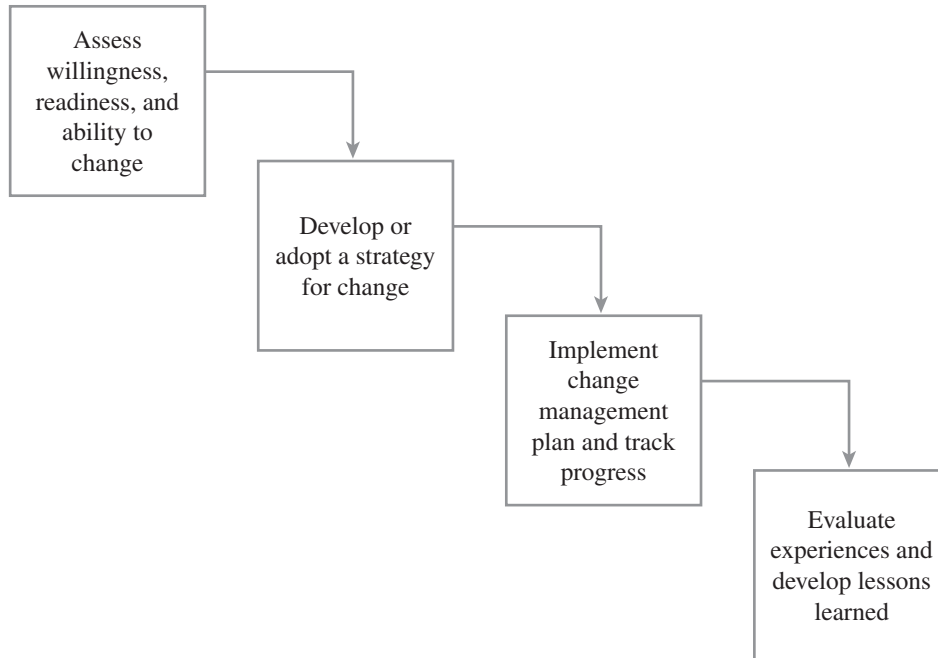 Assess
willingness,
readiness, and
ability to
change
Develop or
adopt a strategy
for change
Implement
change
management
plan and track
progress
Evaluate
experiences and
develop lessons
learned